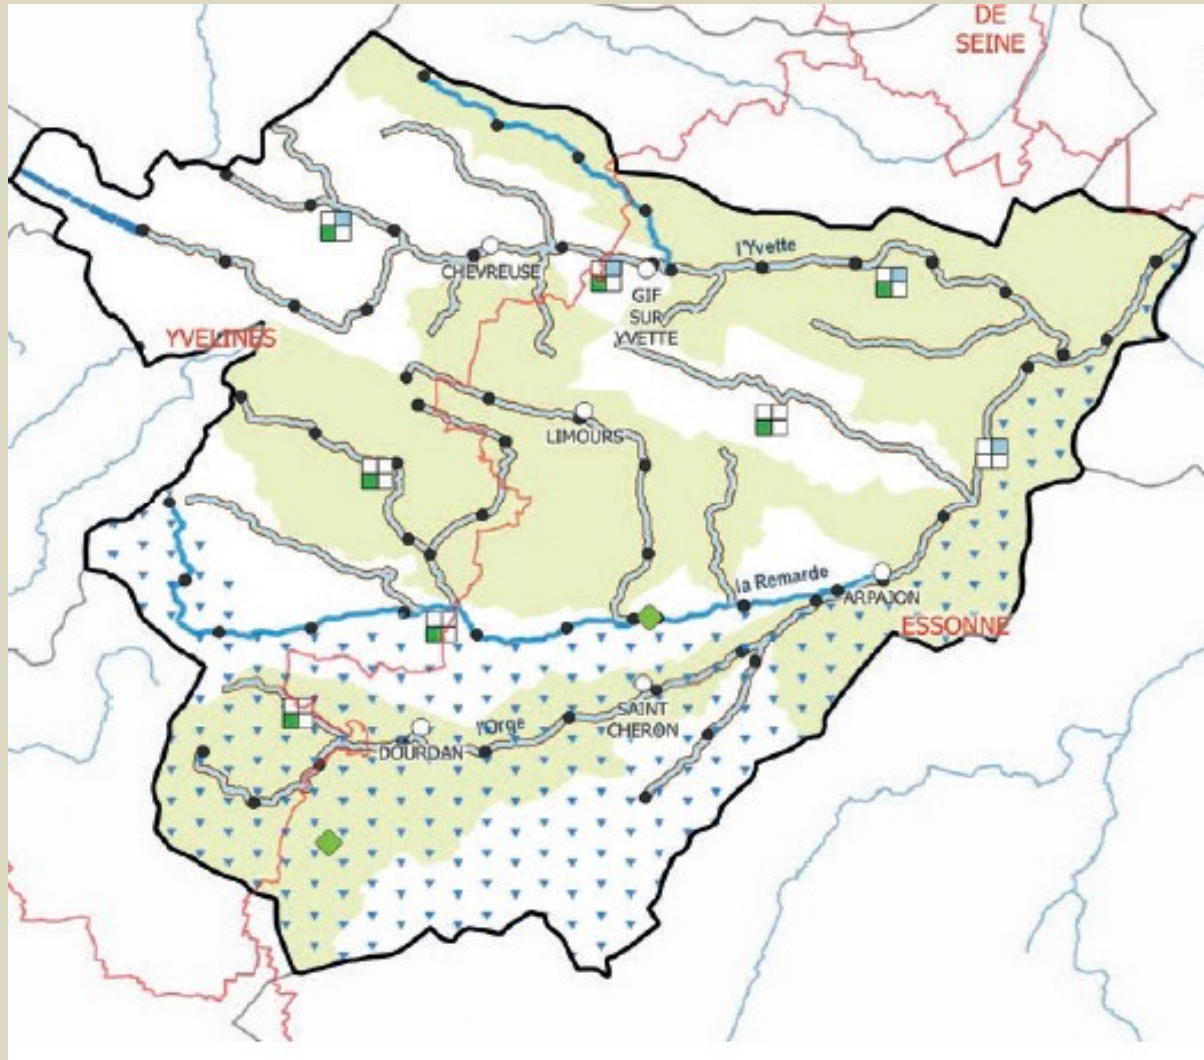 DE
SEINE
l'Yvette
CHEVREUSE
GIF
SUR
YVETTE
YVELINES
LIMOURS
la Remarde
ARPAJON
ESSONNE
SAINT
CHERON
l'Orge
DOURDAN